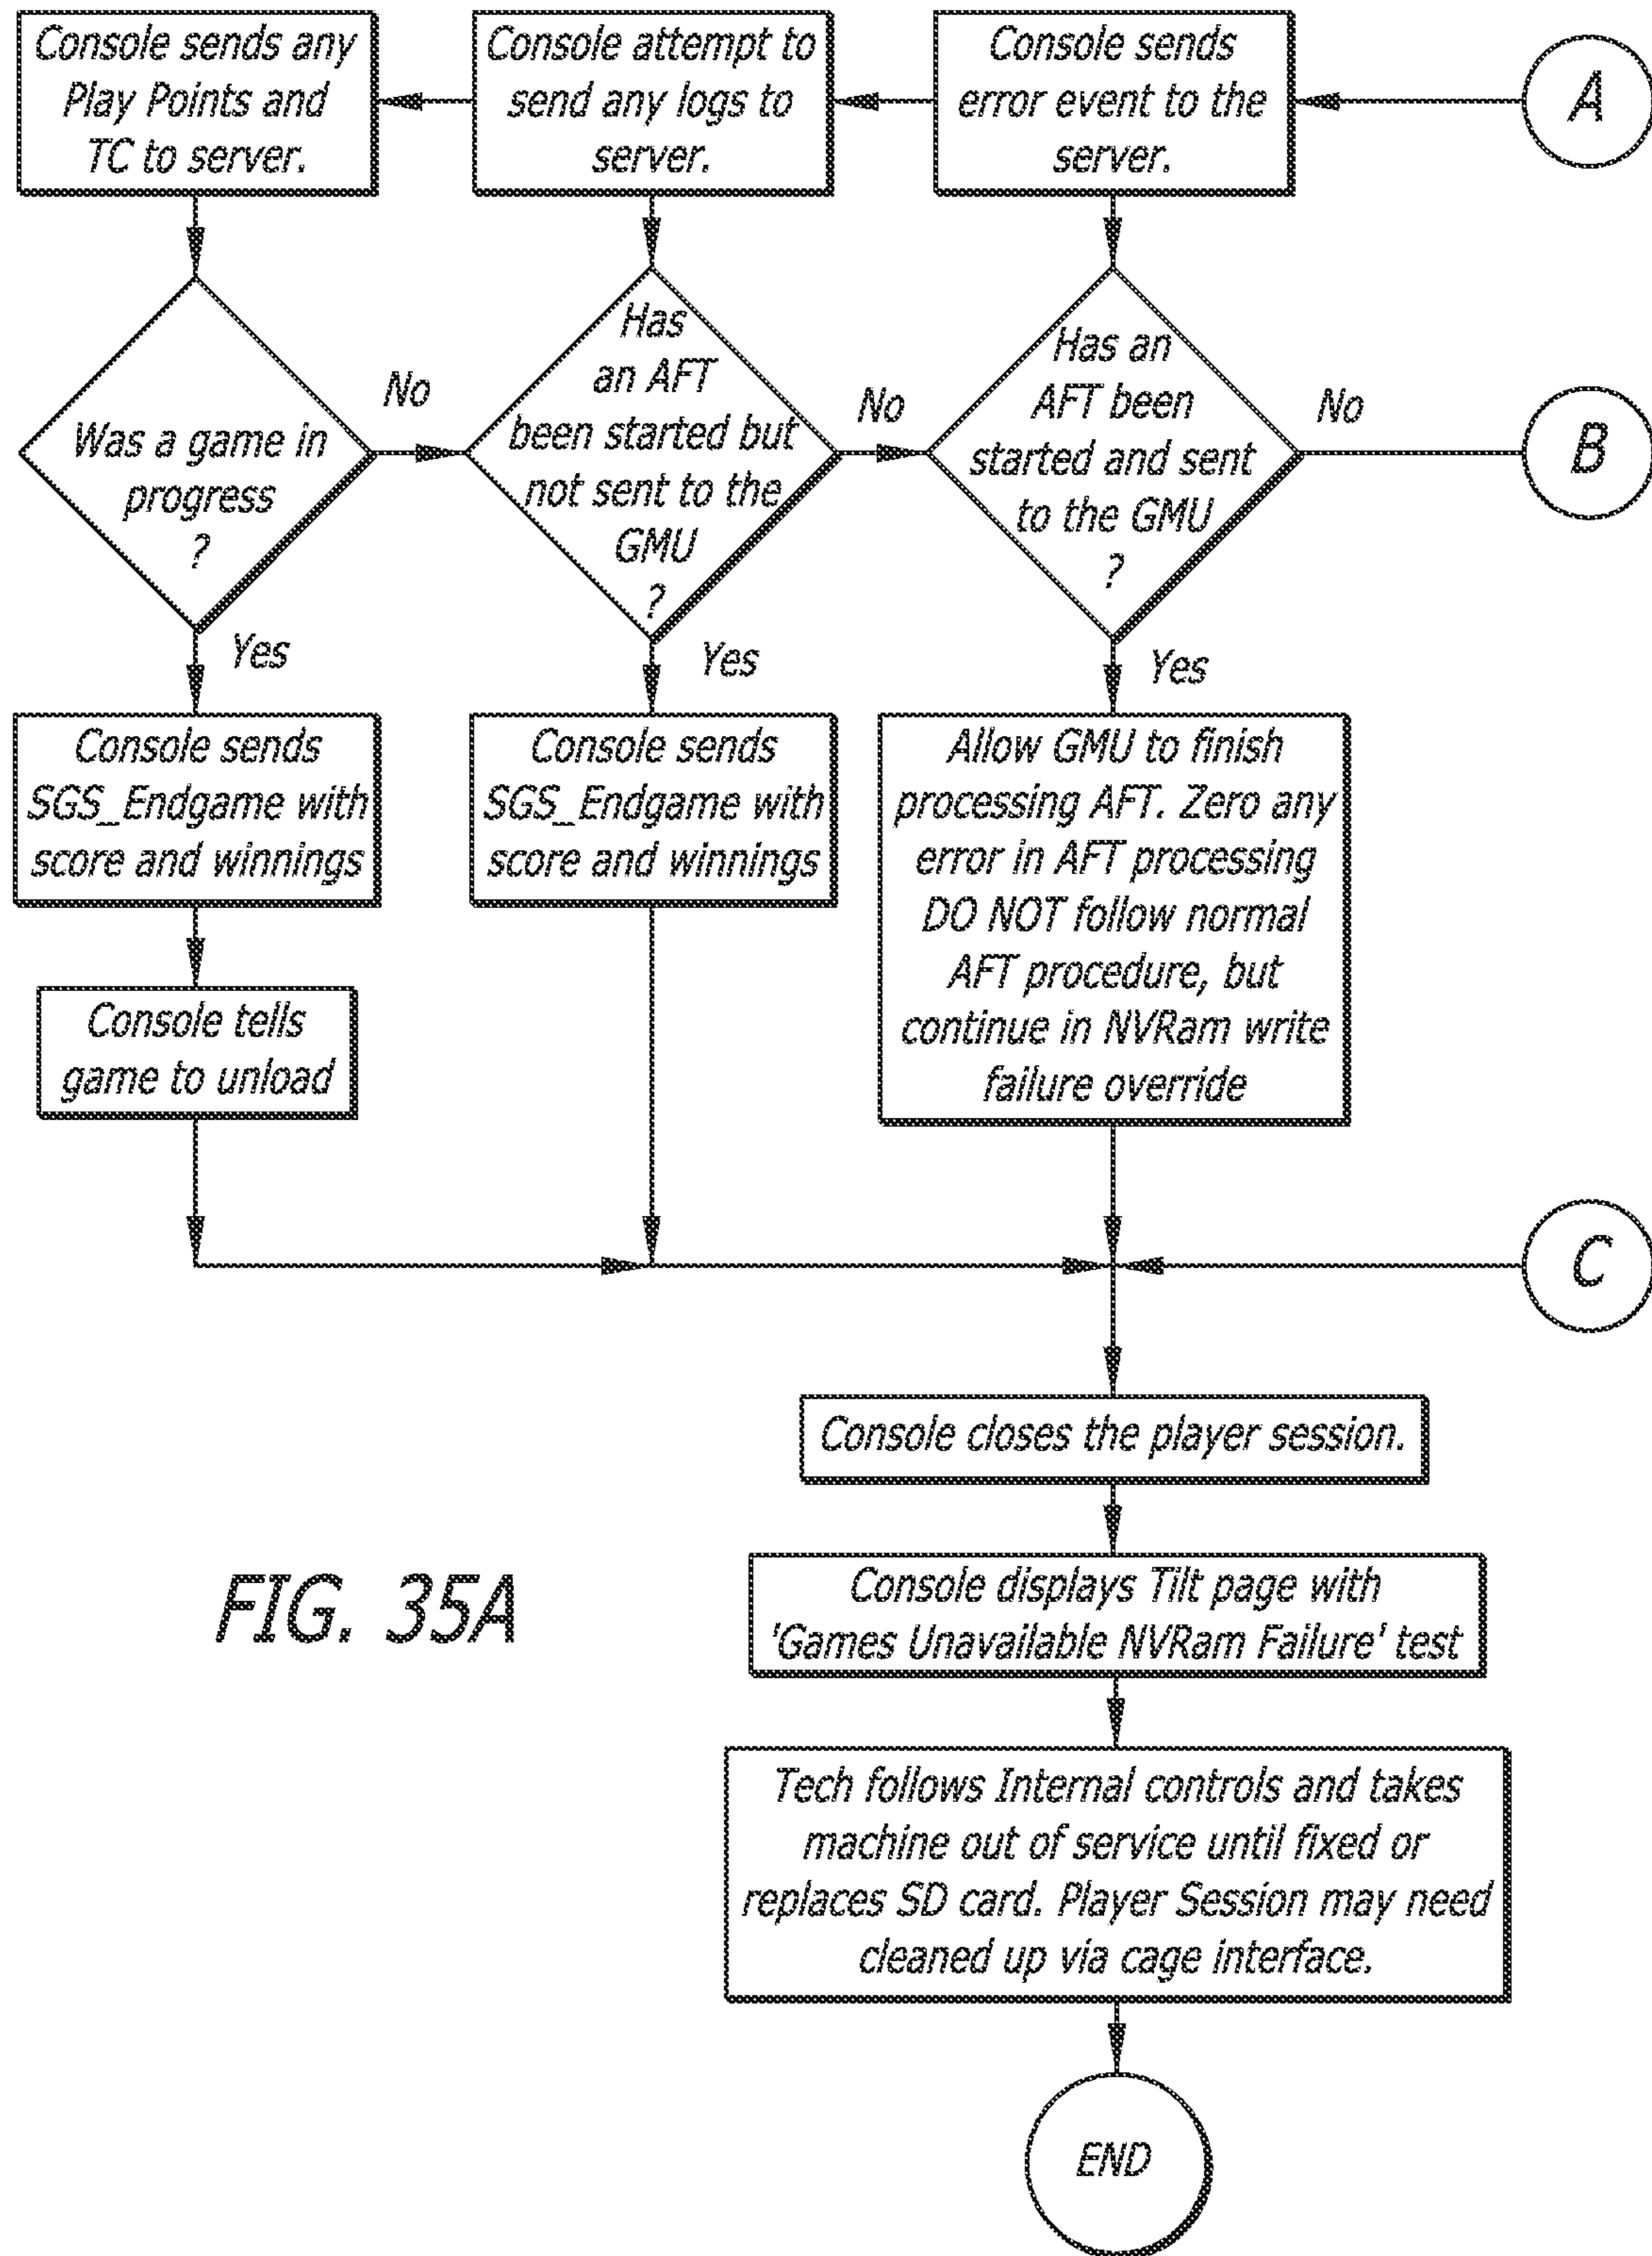 Console sends any
Play Points and
TC to server.
Console attempt to
send any logs to
server.
Console sends
error event to the
server.
A
Was a game in
progress
?
No
Has
an AFT
been started but
not sent to the
GMU
?
No
Has an
AFT been
started and sent
to the GMU
?
No
B
Yes
Yes
Yes
Console sends
SGS_Endgame with
score and winnings
Console sends
SGS_Endgame with
score and winnings
Allow GMU to finish
processing AFT. Zero any
error in AFT processing
DO NOT follow normal
AFT procedure, but
continue in NVRam write
failure override
Console tells
game to unload
C
Console closes the player session.
Console displays Tilt page with
'Games Unavailable NVRam Failure' test
FIG. 35A
Tech follows Internal controls and takes
machine out of service until fixed or
replaces SD card. Player Session may need
cleaned up via cage interface.
END